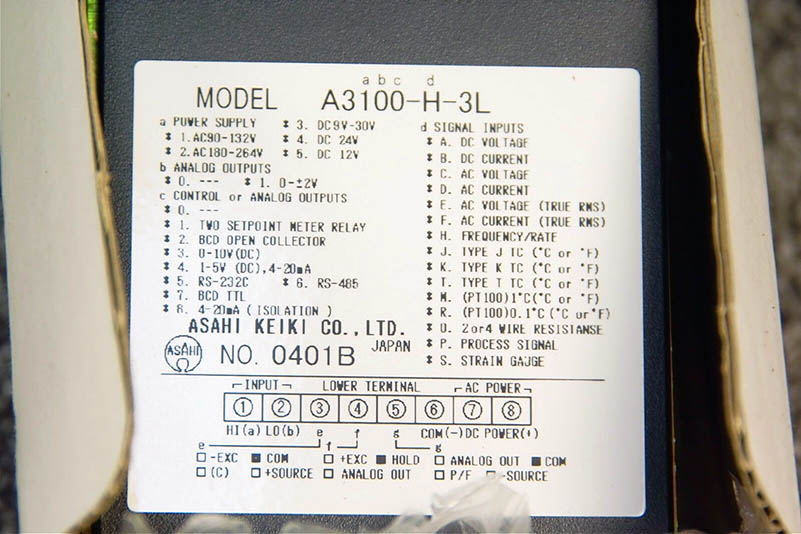 a b c d
MODEL A3100-H-3L
a POWER SUPPLY
* 1. AC90-132V
* 2. AC180-264V
* 3. DC9V-30V
* 4. DC 24V
* 5. DC 12V
b ANALOG OUTPUTS
* 0. --- * 1. 0-±2V
c CONTROL or ANALOG OUTPUTS
* 0. ---
* 1. TWO SETPOINT METER RELAY
* 2. BCD OPEN COLLECTOR
* 3. 0-10V(DC)
* 4. 1-5V (DC),4-20mA
* 5. RS-232C * 6. RS-485
* 7. BCD TTL
* 8. 4-20mA (ISOLATION)
d SIGNAL INPUTS
* A. DC VOLTAGE
* B. DC CURRENT
* C. AC VOLTAGE
* D. AC CURRENT
* E. AC VOLTAGE (TRUE RMS)
* F. AC CURRENT (TRUE RMS)
* H. FREQUENCY/RATE
* J. TYPE J TC (°C or °F)
* K. TYPE K TC (°C or °F)
* T. TYPE T TC (°C or °F)
* M. (PT100)1°C(°C or °F)
* R. (PT100)0.1°C (°C or °F)
* O. 2or4 WIRE RESISTANSE
* P. PROCESS SIGNAL
* S. STRAIN GAUGE
ASAHI KEIKI CO.,LTD.
JAPAN
ASAHI
NO. 0401B
INPUT LOWER TERMINAL AC POWER
① ② ③ ④ ⑤ ⑥ ⑦ ⑧
HI(a) LO(b) e f g COM(-)DC POWER(+)
e f g
□ -EXC ■ COM □ +EXC ■ HOLD □ ANALOG OUT ■ COM
□ (C) □ +SOURCE □ ANALOG OUT □ P/F -SOURCE